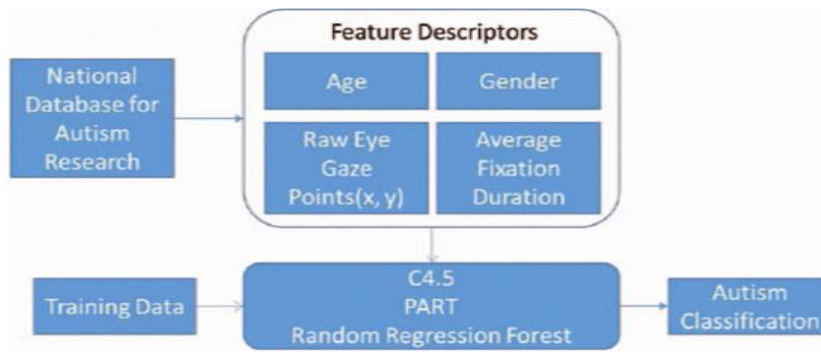 Feature Descriptors
National
Database for
Autism
Research
Age
Gender
Raw Eye
Gaze
Points(x, y)
Average
Fixation
Duration
Training Data
C4.5
PART
Random Regression Forest
Autism
Classification